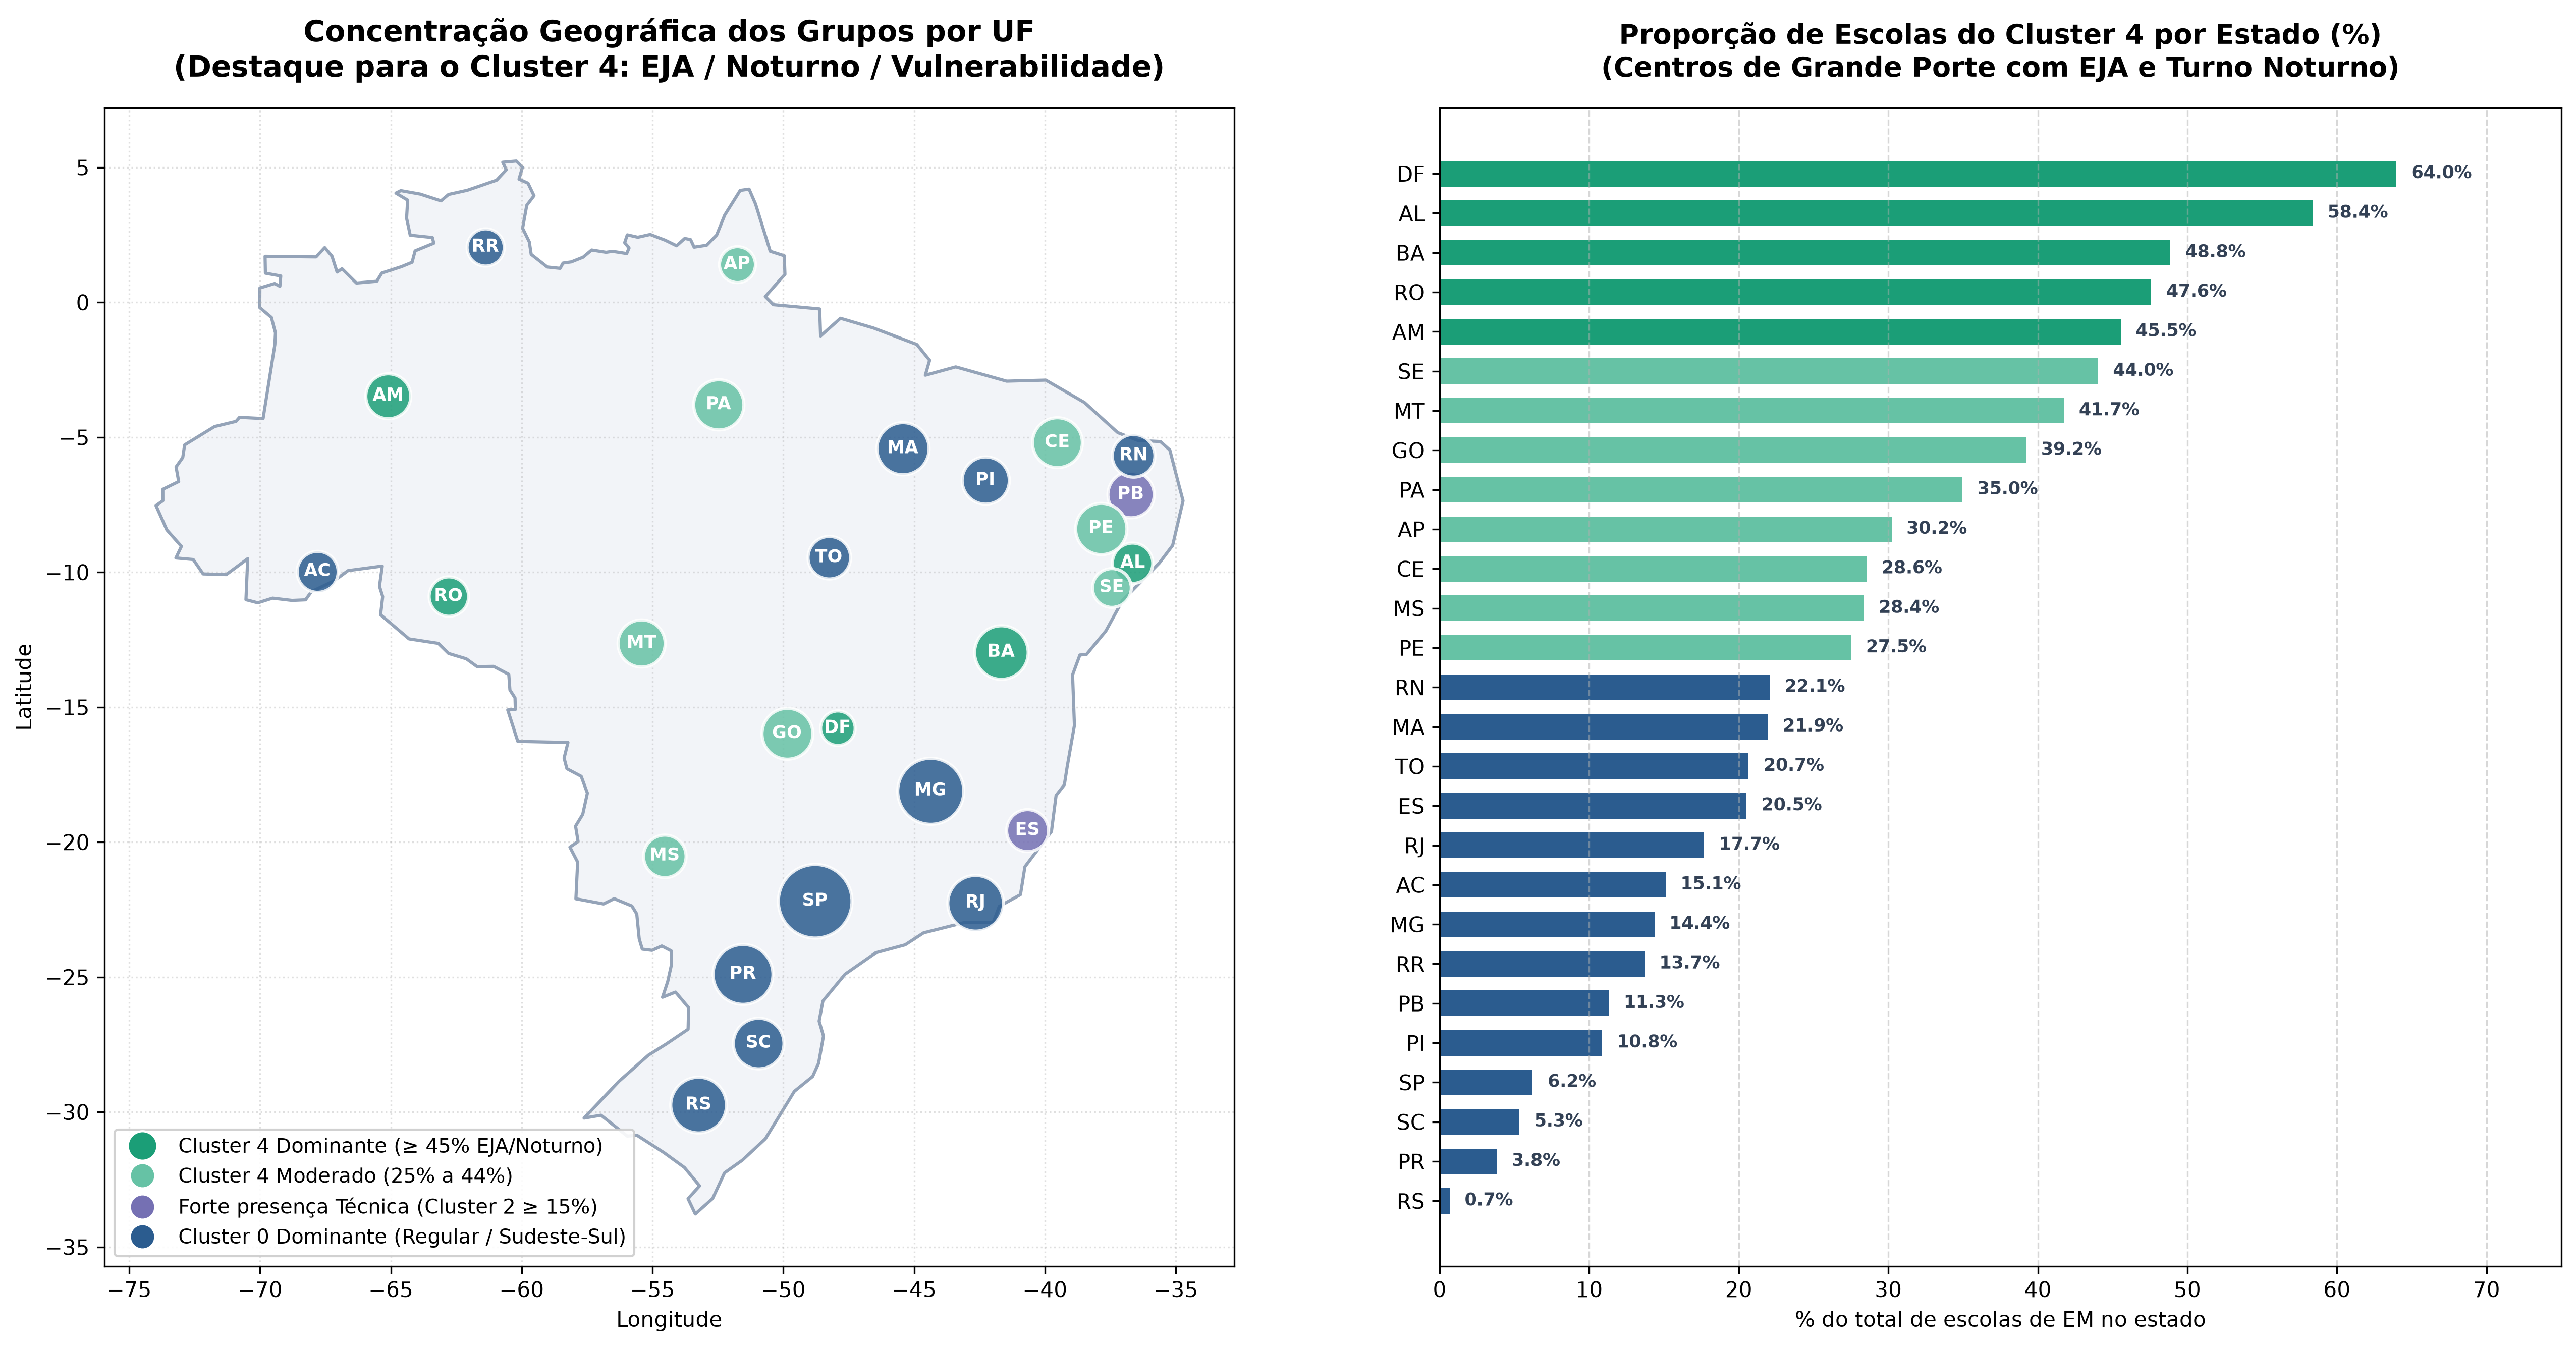 Concentração Geográfica dos Grupos por UF
(Destaque para o Cluster 4: EJA / Noturno / Vulnerabilidade)
Latitude
5
0
−5
−10
−15
−20
−25
−30
−35
RR
AP
AM
PA
CE
MA
RN
PI
PB
PE
TO
AL
AC
SE
RO
MT
BA
DF
GO
MG
ES
MS
SP
RJ
PR
SC
RS
Cluster 4 Dominante (≥ 45% EJA/Noturno)
Cluster 4 Moderado (25% a 44%)
Forte presença Técnica (Cluster 2 ≥ 15%)
Cluster 0 Dominante (Regular / Sudeste-Sul)
−75 −70 −65 −60 −55 −50 −45 −40 −35
Longitude
Proporção de Escolas do Cluster 4 por Estado (%)
(Centros de Grande Porte com EJA e Turno Noturno)
DF 64.0%
AL 58.4%
BA 48.8%
RO 47.6%
AM 45.5%
SE 44.0%
MT 41.7%
GO 39.2%
PA 35.0%
AP 30.2%
CE 28.6%
MS 28.4%
PE 27.5%
RN 22.1%
MA 21.9%
TO 20.7%
ES 20.5%
RJ 17.7%
AC 15.1%
MG 14.4%
RR 13.7%
PB 11.3%
PI 10.8%
SP 6.2%
SC 5.3%
PR 3.8%
RS 0.7%
0 10 20 30 40 50 60 70
% do total de escolas de EM no estado